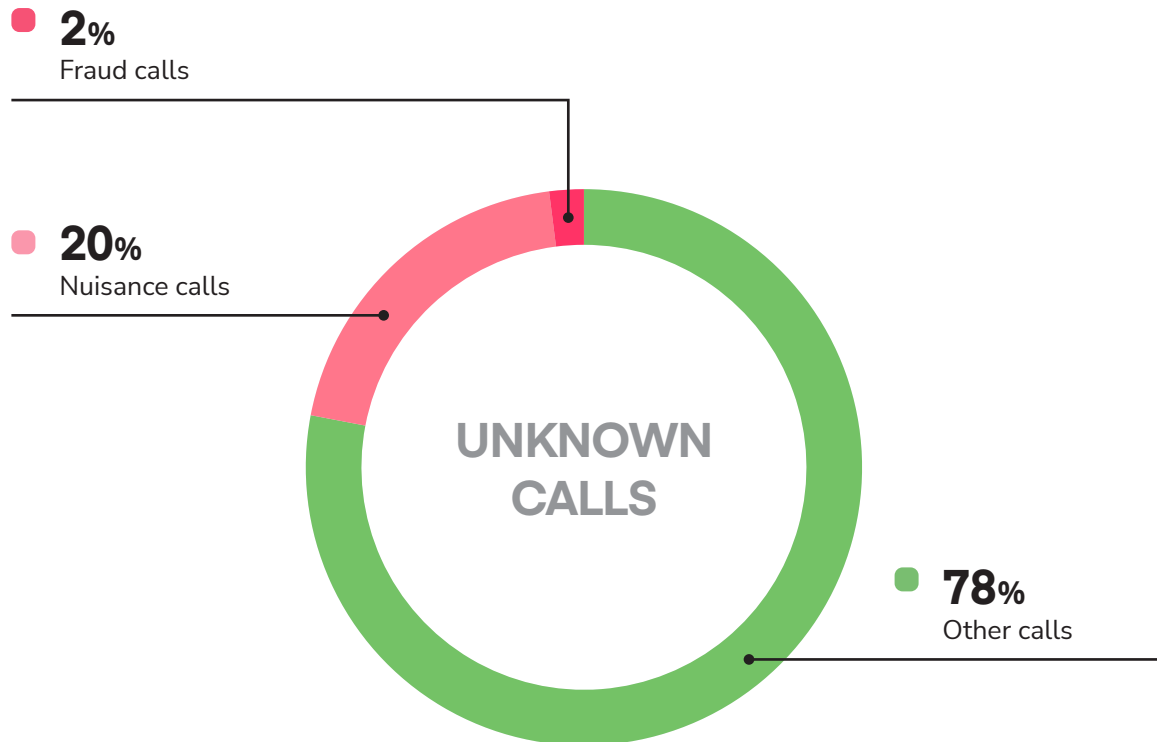 2%
Fraud calls
20%
Nuisance calls
UNKNOWN
CALLS
78%
Other calls